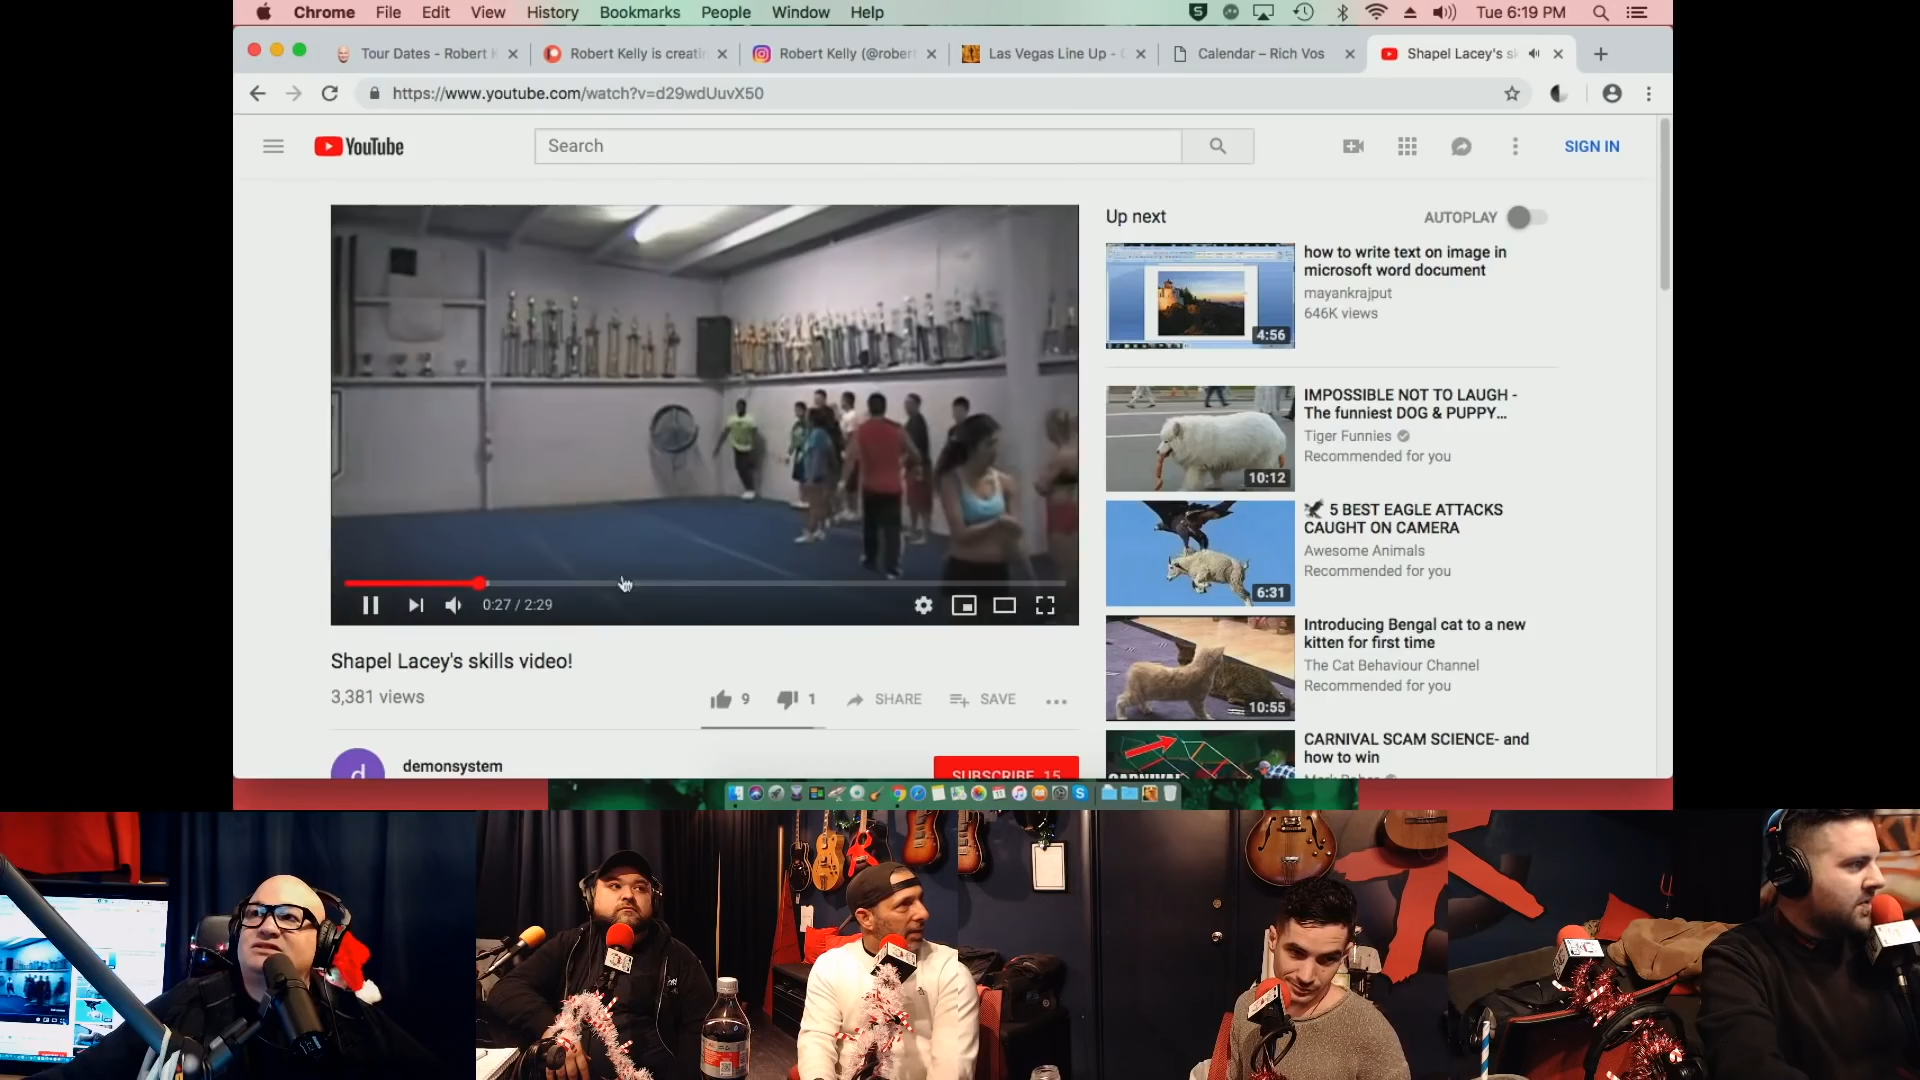 Chrome File Edit View History Bookmarks People Window Help
Tue 6:19 PM
Tour Dates - Robert K
Robert Kelly is creatin
Robert Kelly (@robert
Las Vegas Line Up -
Calendar – Rich Vos
Shapel Lacey's sk
https://www.youtube.com/watch?v=d29wdUuvX50
YouTube
Search
SIGN IN
Up next
AUTOPLAY
how to write text on image in
microsoft word document
mayankrajput
646K views
4:56
IMPOSSIBLE NOT TO LAUGH -
The funniest DOG & PUPPY...
Tiger Funnies
Recommended for you
10:12
5 BEST EAGLE ATTACKS
CAUGHT ON CAMERA
Awesome Animals
Recommended for you
6:31
Introducing Bengal cat to a new
kitten for first time
The Cat Behaviour Channel
Recommended for you
10:55
CARNIVAL SCAM SCIENCE- and
how to win
Mark Rober
CARNIVAL
0:27 / 2:29
Shapel Lacey's skills video!
3,381 views
9
1
SHARE
SAVE
d
demonsystem
SUBSCRIBE 15